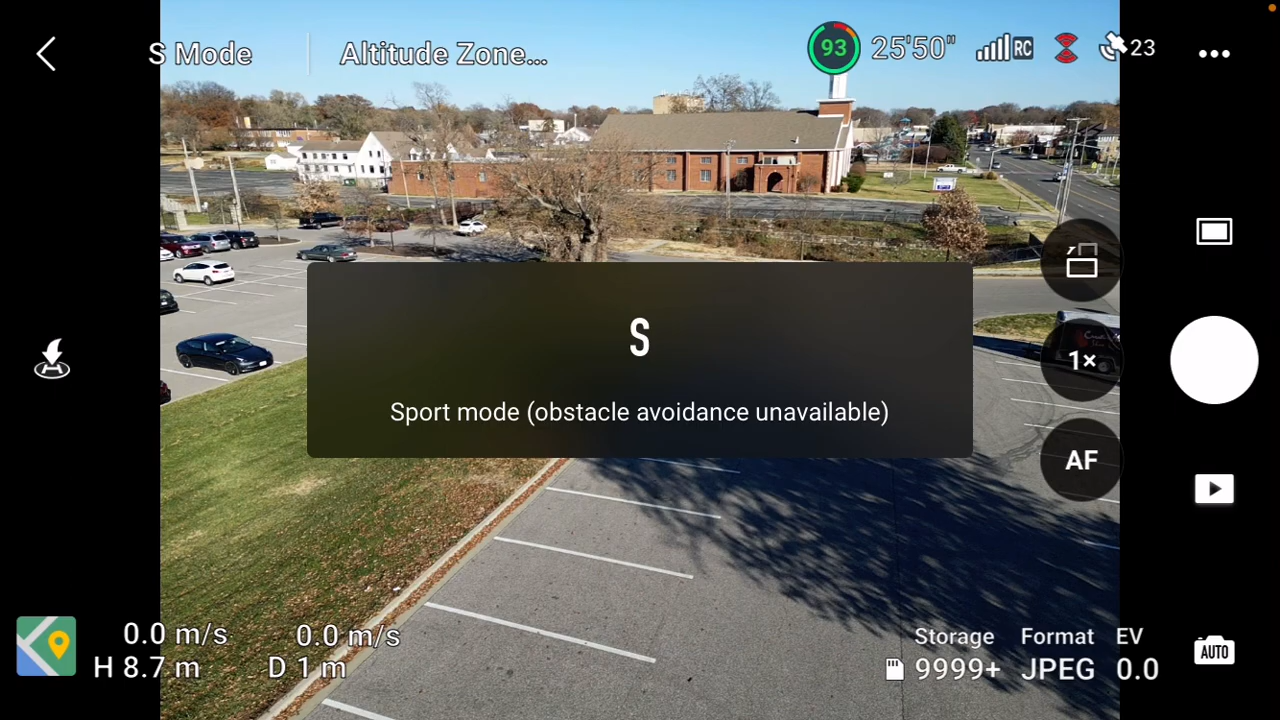 S Mode
Altitude Zone...
93
25'50"
RC
23
S
Sport mode (obstacle avoidance unavailable)
1×
AF
0.0 m/s
0.0 m/s
H 8.7 m
D 1 m
Storage
Format
EV
9999+
JPEG
0.0
AUTO